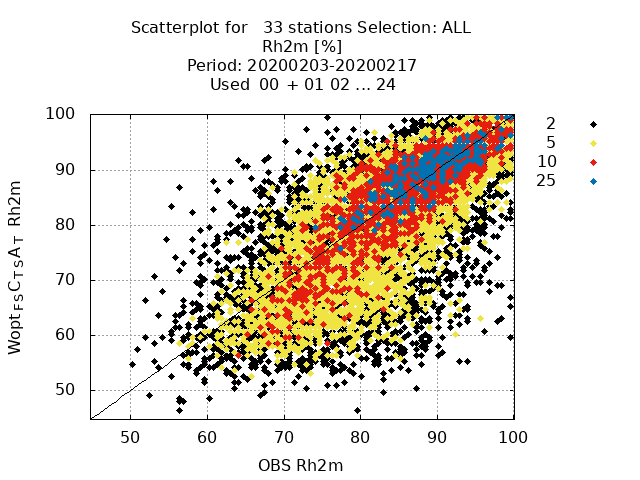 Scatterplot for   33 stations Selection: ALL
Rh2m [%]
Period: 20200203-20200217
Used  00 + 01 02 ... 24
Wopt_FSC_TSA_T Rh2m
100
90
80
70
60
50
50 60 70 80 90 100
OBS Rh2m
2
5
10
25